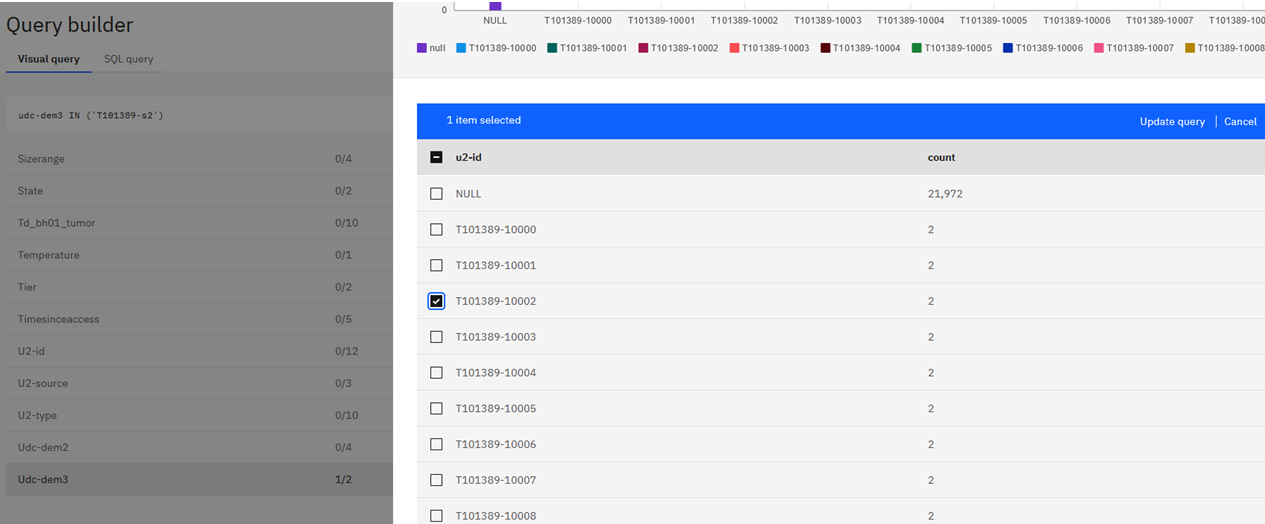 Query builder
Visual query SQL query
udc-dem3 IN ('T101389-s2')
Sizerange 0/4
State 0/2
Td_bh01_tumor 0/10
Temperature 0/1
Tier 0/2
Timesinceaccess 0/5
U2-id 0/12
U2-source 0/3
U2-type 0/10
Udc-dem2 0/4
Udc-dem3 1/2
0
NULL T101389-10000 T101389-10001 T101389-10002 T101389-10003 T101389-10004 T101389-10005 T101389-10006 T101389-10007 T101389-100
null T101389-10000 T101389-10001 T101389-10002 T101389-10003 T101389-10004 T101389-10005 T101389-10006 T101389-10007 T101389-10008
1 item selected Update query | Cancel
u2-id count
NULL 21,972
T101389-10000 2
T101389-10001 2
T101389-10002 2
T101389-10003 2
T101389-10004 2
T101389-10005 2
T101389-10006 2
T101389-10007 2
T101389-10008 2